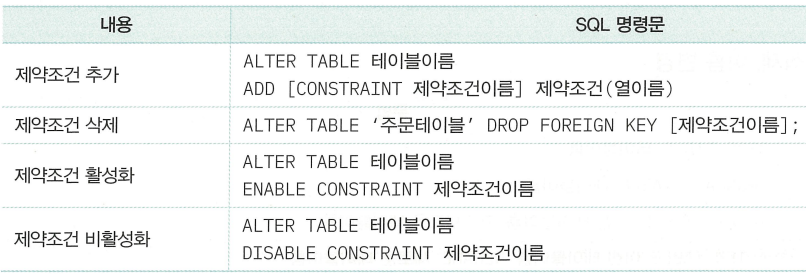 내용
SQL 명령문
제약조건 추가
ALTER TABLE 테이블이름
ADD [CONSTRAINT 제약조건이름] 제약조건(열이름)
제약조건 삭제
ALTER TABLE ‘주문테이블’ DROP FOREIGN KEY [제약조건이름];
제약조건 활성화
ALTER TABLE 테이블이름
ENABLE CONSTRAINT 제약조건이름
제약조건 비활성화
ALTER TABLE 테이블이름
DISABLE CONSTRAINT 제약조건이름